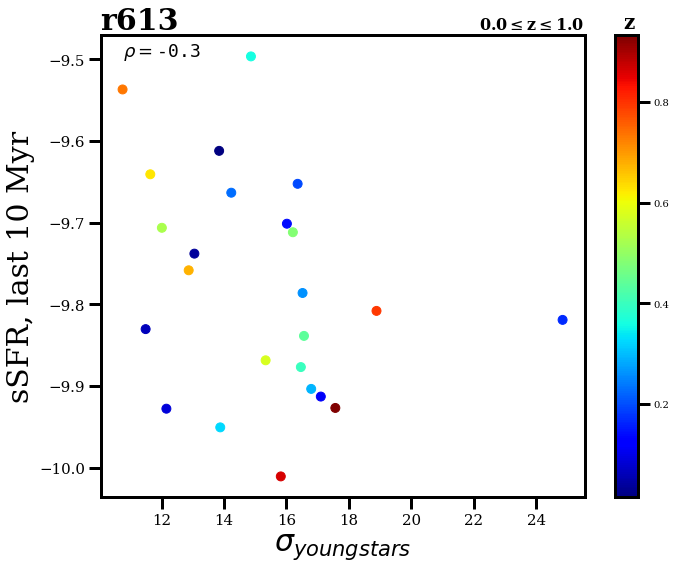 r613
0.0 ≤ z ≤ 1.0
z
ρ = -0.3
−9.5
−9.6
−9.7
−9.8
−9.9
−10.0
sSFR, last 10 Myr
12 14 16 18 20 22 24
σyoungstars
0.8
0.6
0.4
0.2